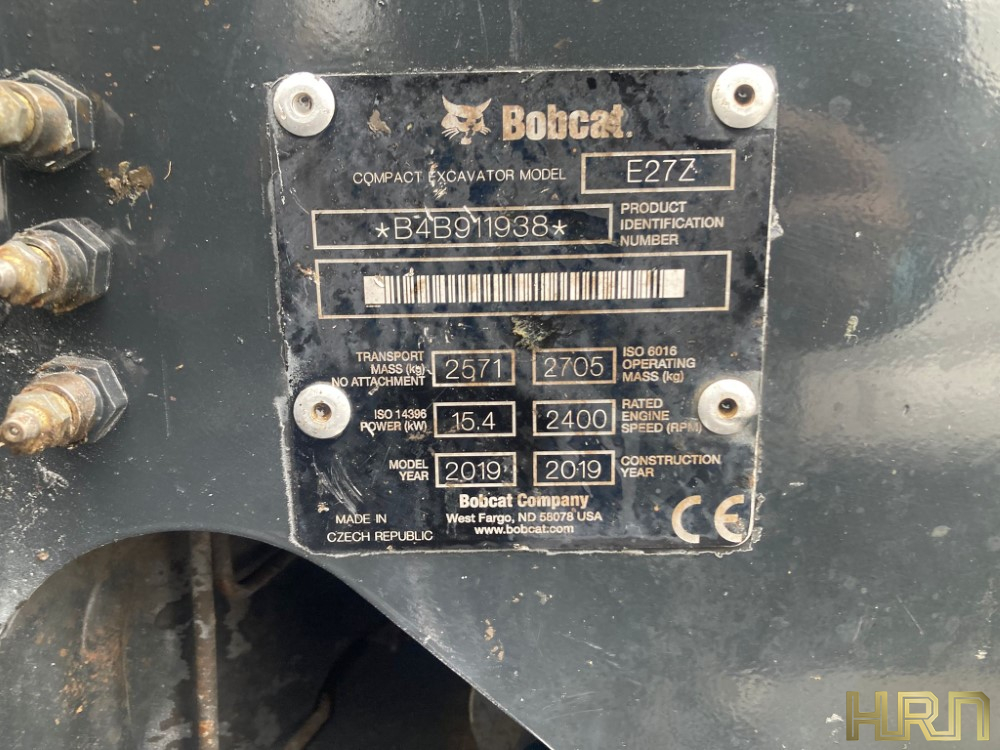 Bobcat.
COMPACT EXCAVATOR MODEL E27Z
*B4B911938* PRODUCT IDENTIFICATION NUMBER
TRANSPORT MASS (kg) NO ATTACHMENT 2571 2705 ISO 6016 OPERATING MASS (kg)
ISO 14396 POWER (kW) 15.4 2400 RATED ENGINE SPEED (RPM)
MODEL YEAR 2019 2019 CONSTRUCTION YEAR
Bobcat Company
West Fargo, ND 58078 USA
www.bobcat.com
MADE IN
CZECH REPUBLIC
CE
HRN